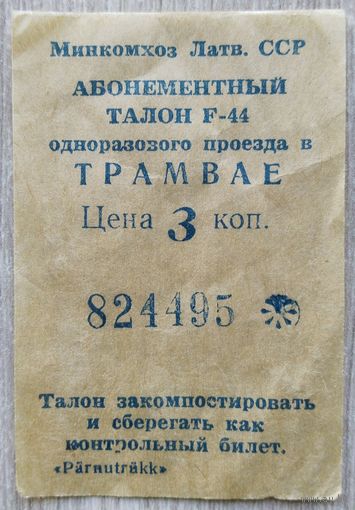 Минкомхоз Латв. ССР
АБОНЕМЕНТНЫЙ
ТАЛОН F-44
одноразового проезда в
ТРАМВАЕ
Цена 3 коп.
824495
Талон закомпостировать
и сберегать как
контрольный билет.
«Pärnuträkk»